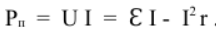 Pп = U I = ℰ I - I²r .